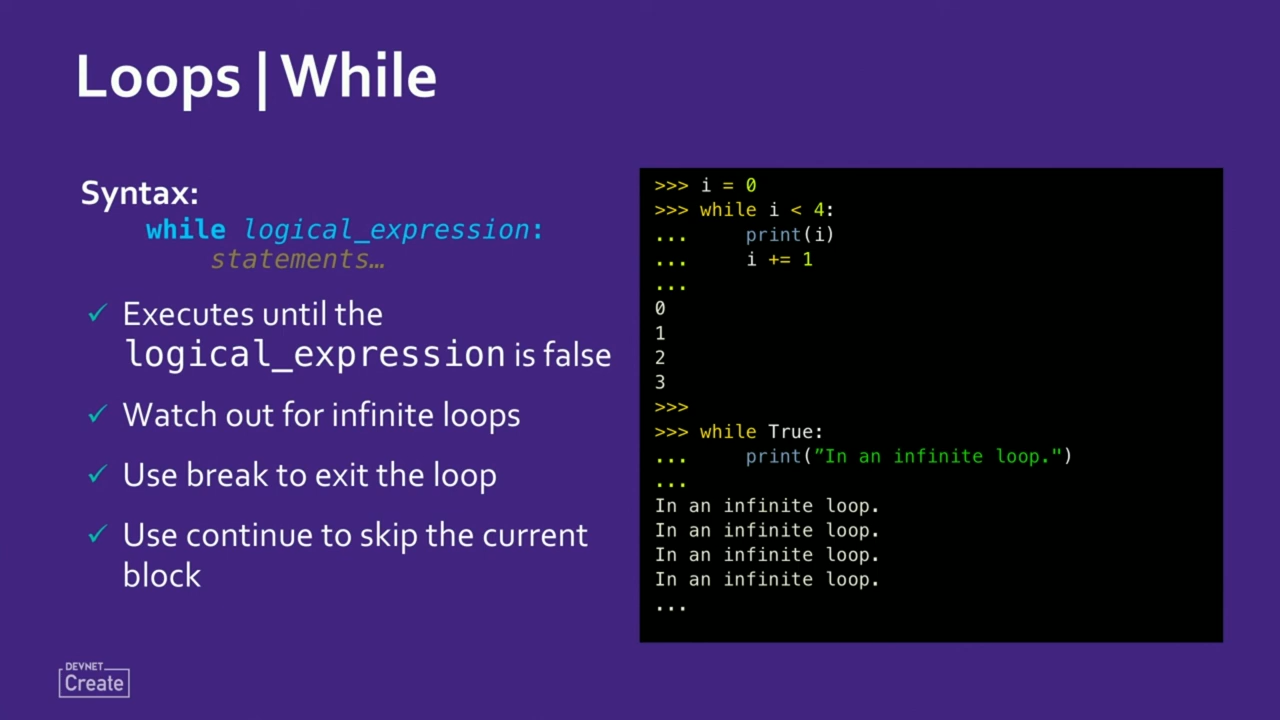 Loops | While
Syntax:
while logical_expression:
statements…
✓ Executes until the
logical_expression is false
✓ Watch out for infinite loops
✓ Use break to exit the loop
✓ Use continue to skip the current
block
>>> i = 0
>>> while i < 4:
...     print(i)
...     i += 1
...
0
1
2
3
>>>
>>> while True:
...     print(”In an infinite loop.")
...
In an infinite loop.
In an infinite loop.
In an infinite loop.
In an infinite loop.
...
DEVNET
Create